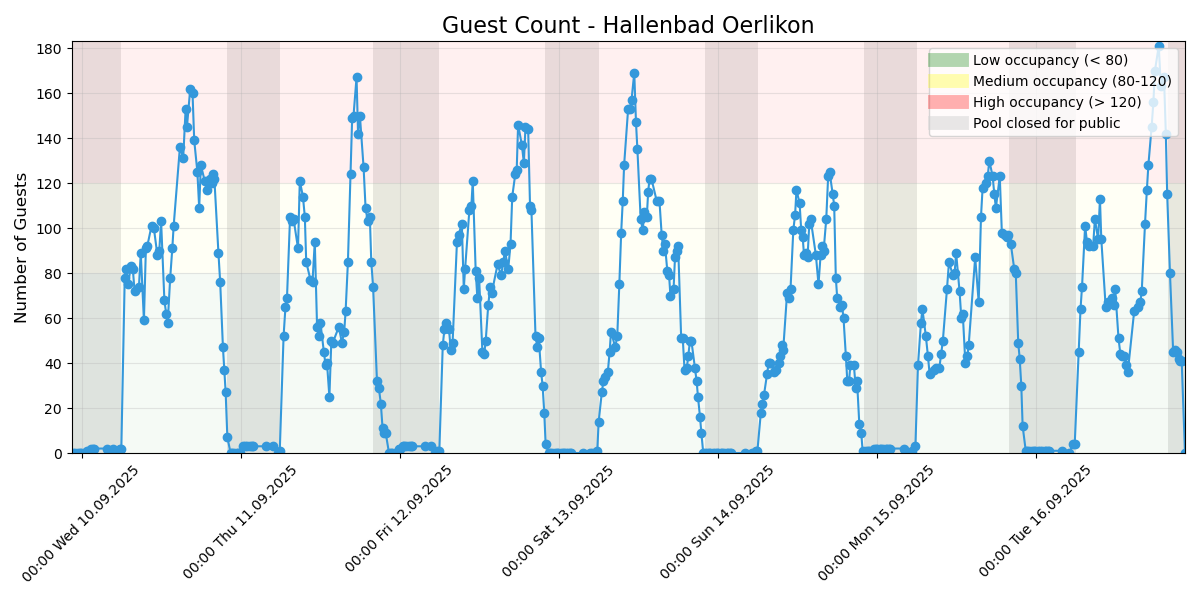 Guest Count - Hallenbad Oerlikon
Number of Guests
180
160
140
120
100
80
60
40
20
0
Low occupancy (< 80)
Medium occupancy (80-120)
High occupancy (> 120)
Pool closed for public
00:00 Wed 10.09.2025
00:00 Thu 11.09.2025
00:00 Fri 12.09.2025
00:00 Sat 13.09.2025
00:00 Sun 14.09.2025
00:00 Mon 15.09.2025
00:00 Tue 16.09.2025